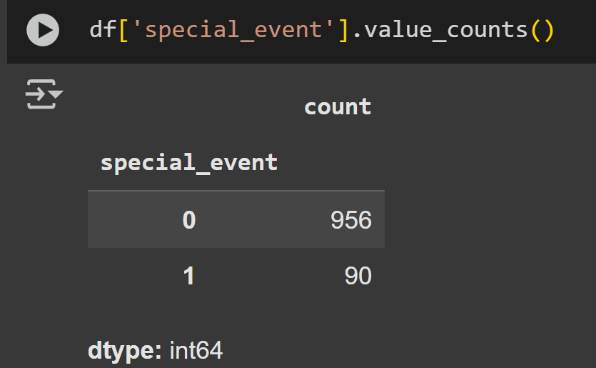 df['special_event'].value_counts()
count
special_event
0 956
1 90
dtype: int64